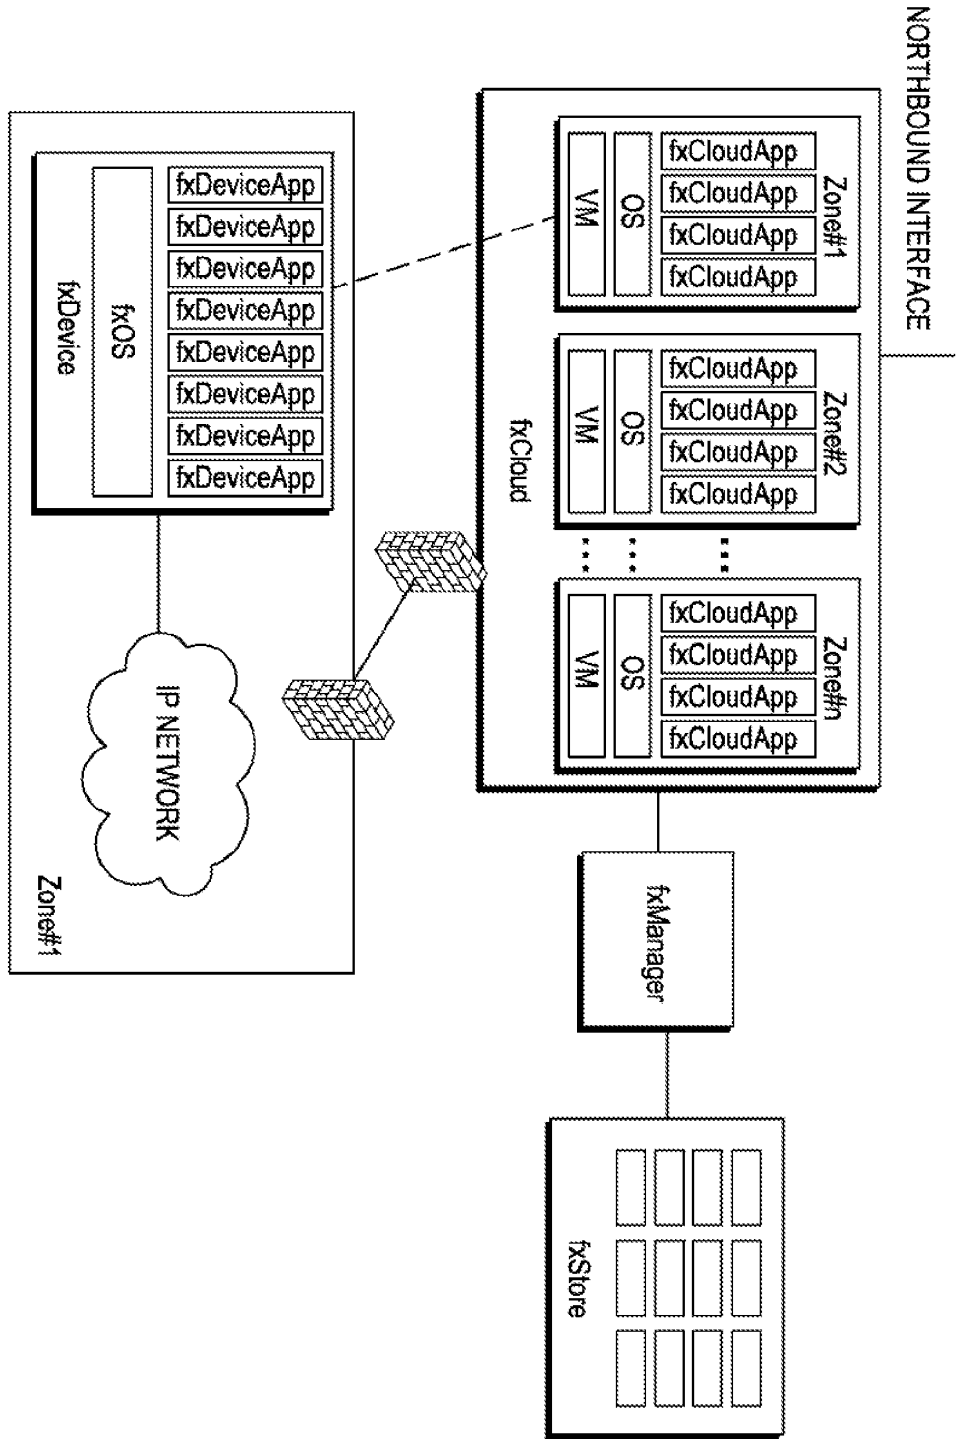 NORTHBOUND INTERFACE
Zone#1
fxCloudApp
fxCloudApp
fxCloudApp
fxCloudApp
OS
VM
Zone#2
fxCloudApp
fxCloudApp
fxCloudApp
fxCloudApp
OS
VM
Zone#n
fxCloudApp
fxCloudApp
fxCloudApp
fxCloudApp
OS
VM
fxCloud
fxManager
fxStore
fxDeviceApp
fxDeviceApp
fxDeviceApp
fxDeviceApp
fxDeviceApp
fxDeviceApp
fxDeviceApp
fxDeviceApp
fxOS
fxDevice
IP NETWORK
Zone#1